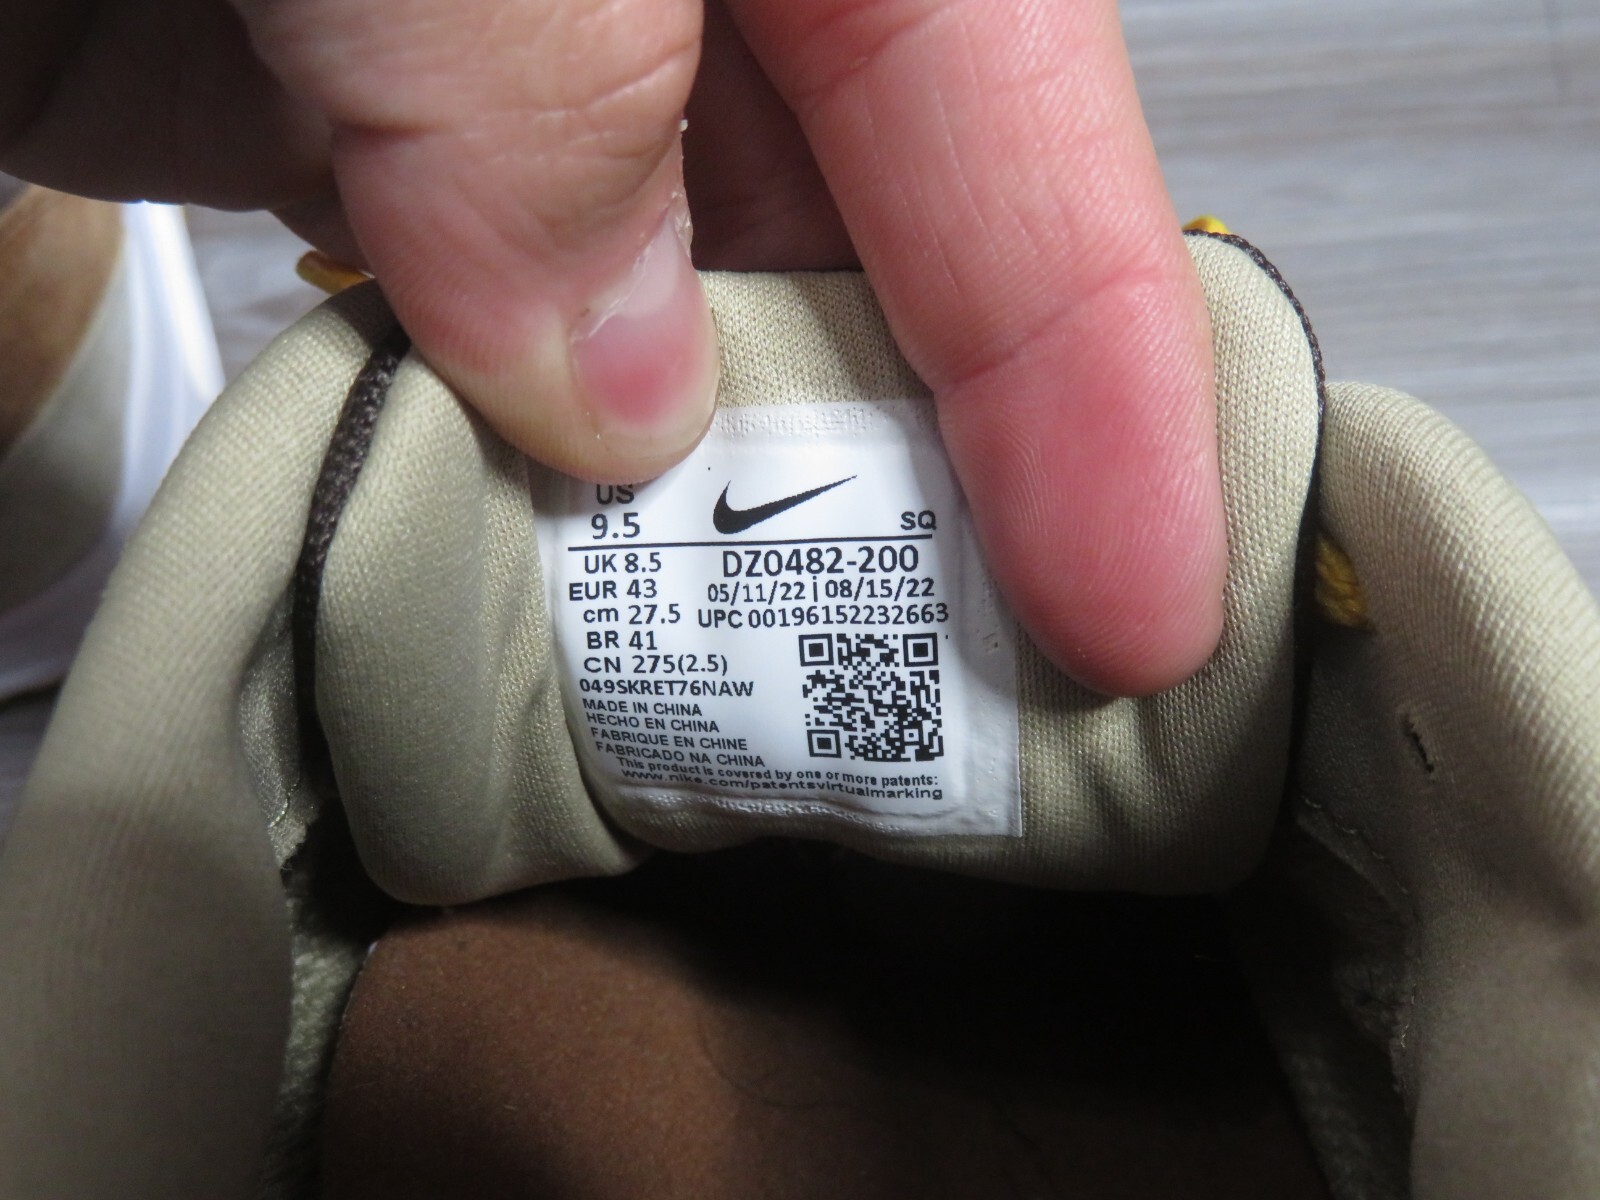 US
9.5
SQ
UK 8.5
DZ0482-200
EUR 43
05/11/22 | 08/15/22
cm 27.5
UPC 00196152232663
BR 41
CN 275(2.5)
049SKRET76NAW
MADE IN CHINA
HECHO EN CHINA
FABRIQUE EN CHINE
FABRICADO NA CHINA
This product is covered by one or more patents:
www.nike.com/patentsvirtualmarking